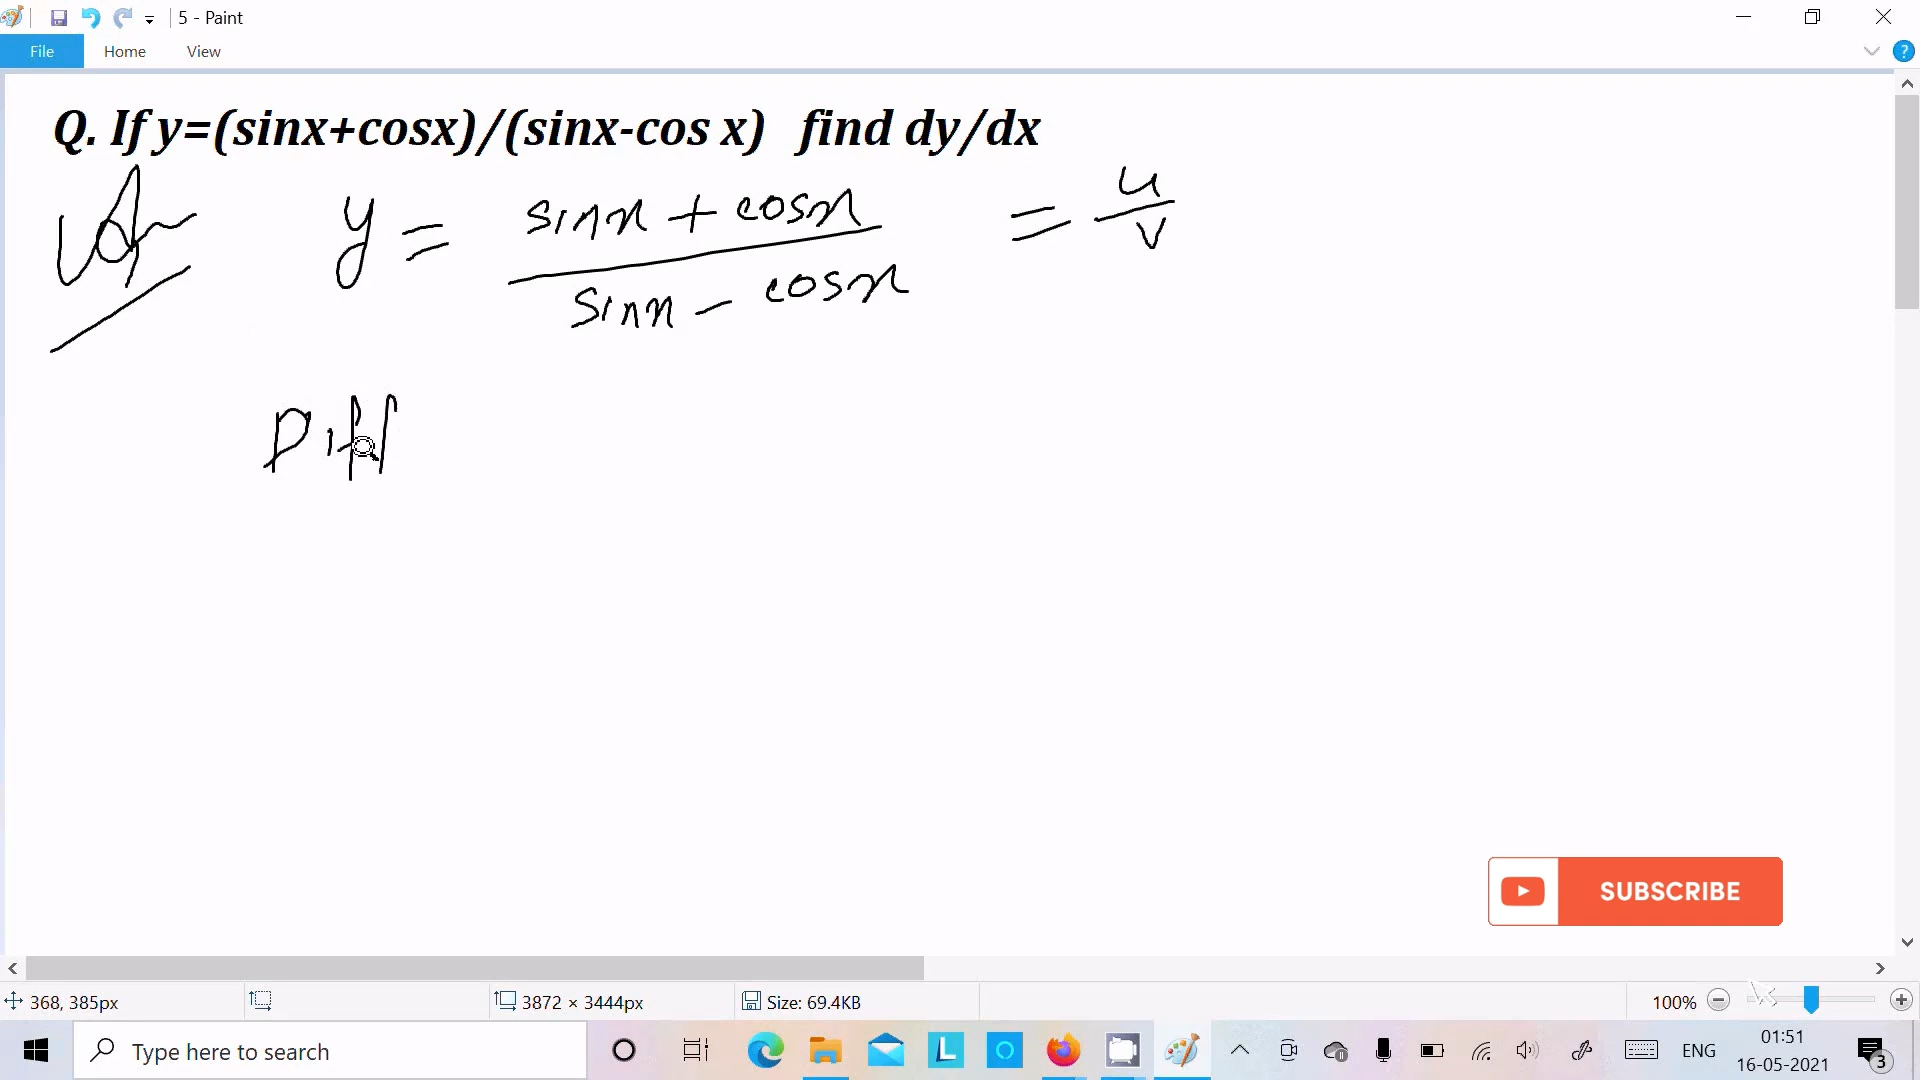 5 - Paint
File Home View
Q. If y=(sinx+cosx)/(sinx-cos x) find dy/dx
y = sinx + cosx / sinx - cosx = u / v
Diff
SUBSCRIBE
368, 385px 3872 × 3444px Size: 69.4KB 100%
Type here to search ENG 01:51
16-05-2021 3